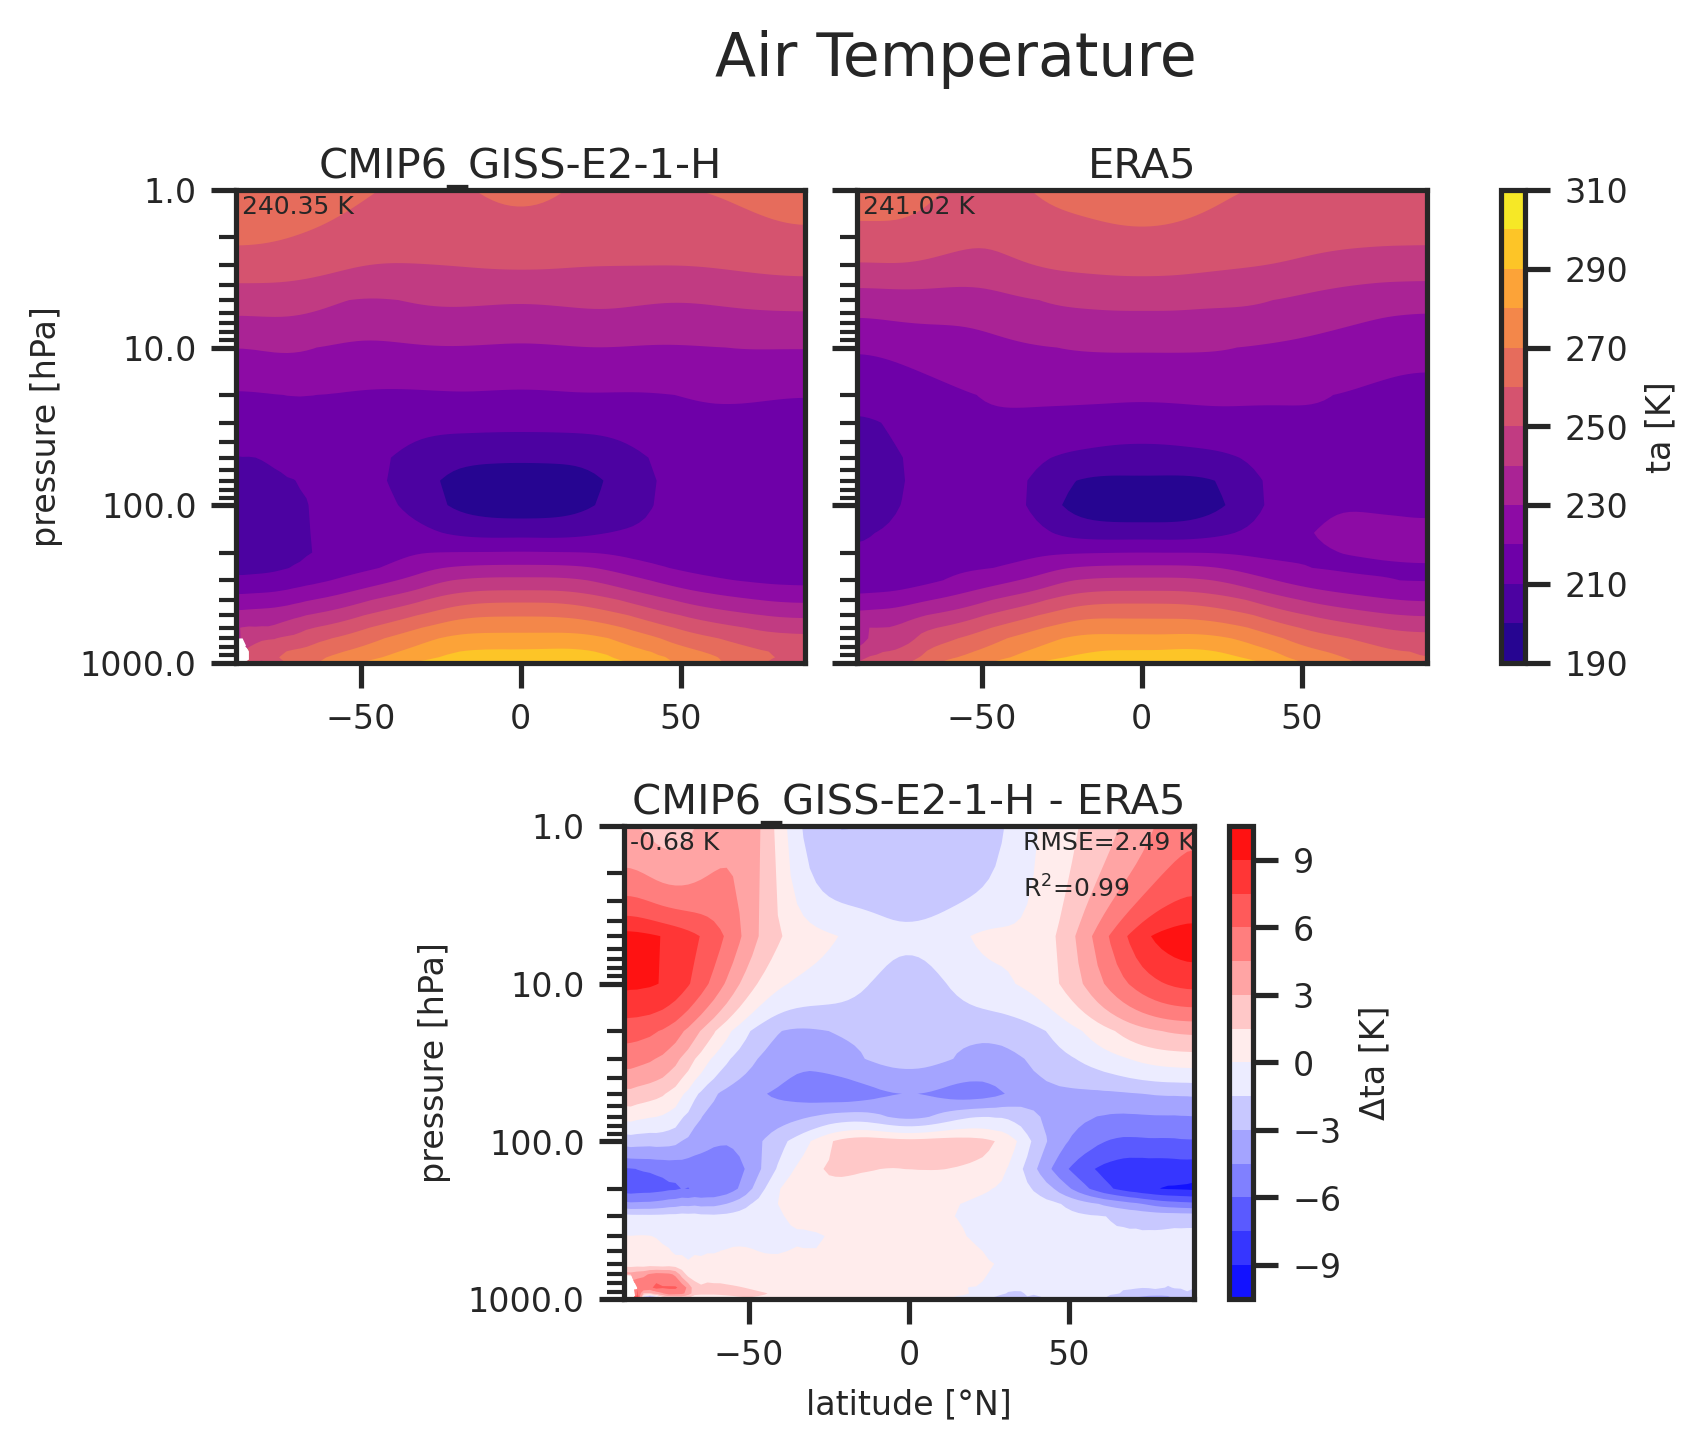 Air Temperature
CMIP6_GISS-E2-1-H
ERA5
240.35 K
241.02 K
1.0
10.0
100.0
1000.0
pressure [hPa]
−50
0
50
−50
0
50
310
290
270
250
230
210
190
ta [K]
CMIP6_GISS-E2-1-H - ERA5
-0.68 K
RMSE=2.49 K
R²=0.99
1.0
10.0
100.0
1000.0
pressure [hPa]
−50
0
50
latitude [°N]
9
6
3
0
−3
−6
−9
Δta [K]